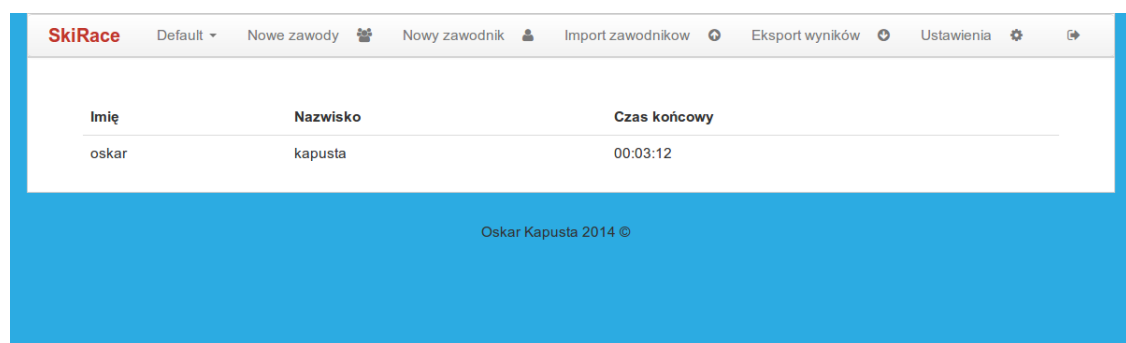 SkiRace Default Nowe zawody Nowy zawodnik Import zawodnikow Eksport wyników Ustawienia
Imię Nazwisko Czas końcowy
oskar kapusta 00:03:12
Oskar Kapusta 2014 ©